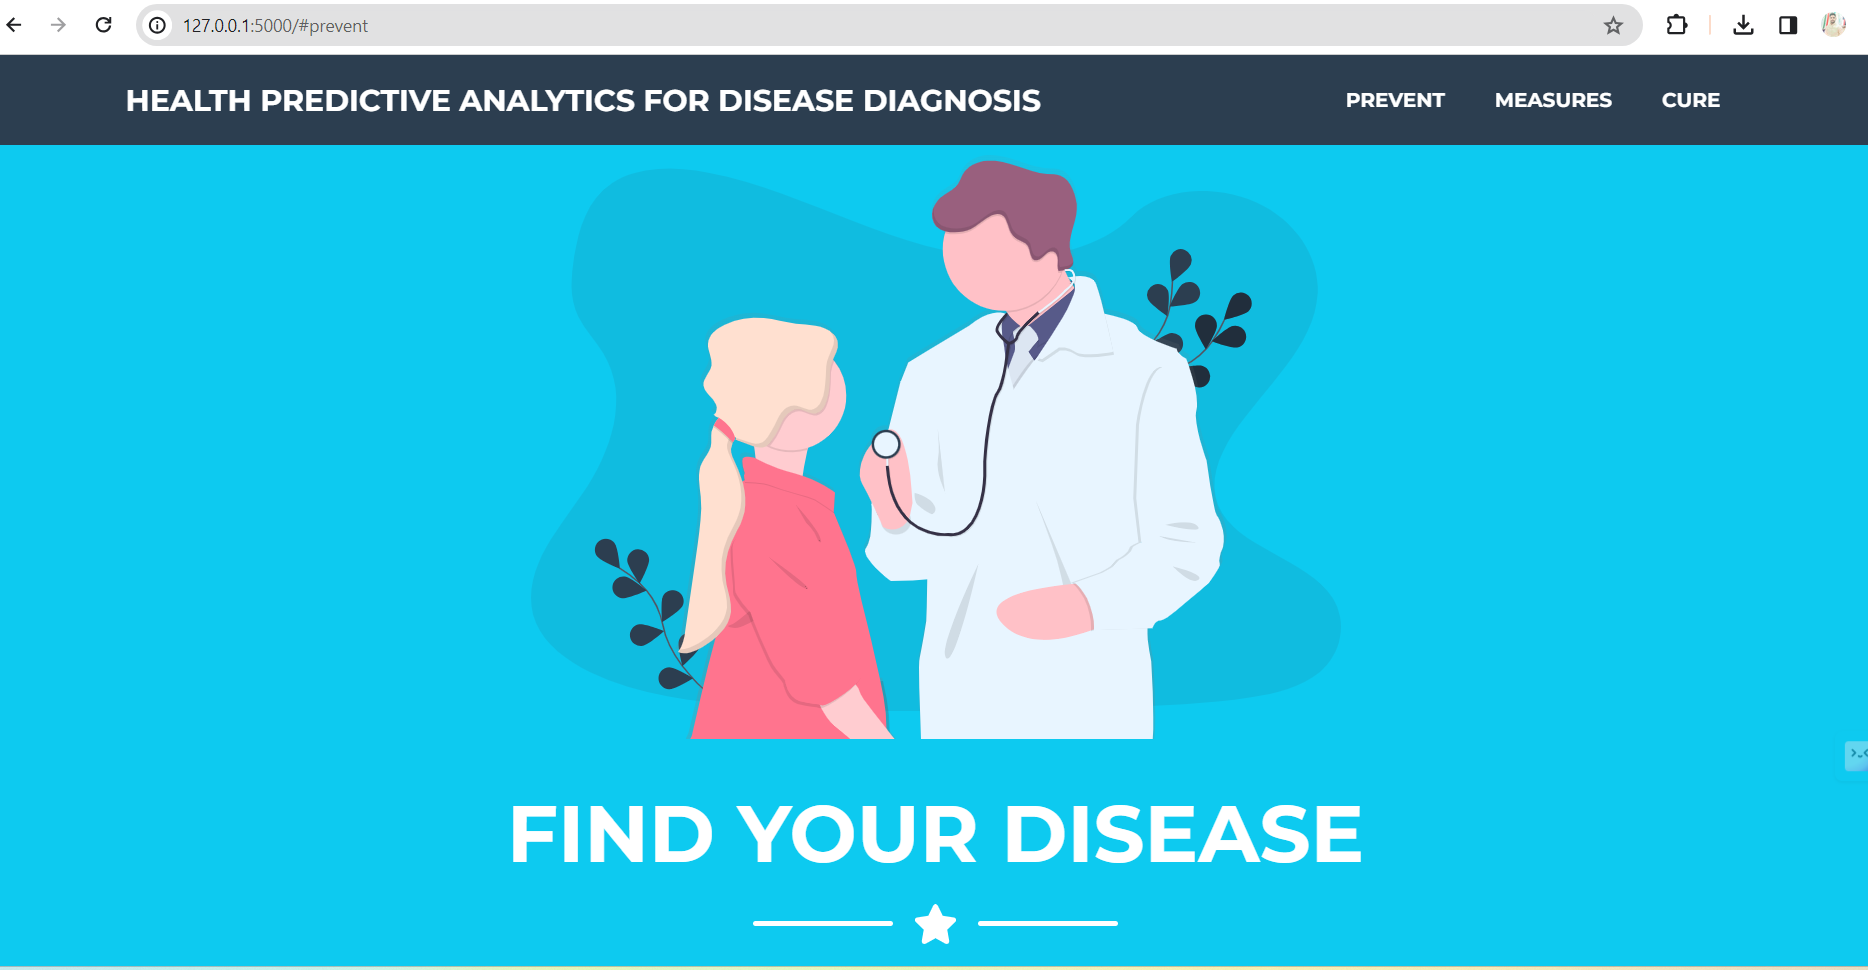 127.0.0.1:5000/#prevent
HEALTH PREDICTIVE ANALYTICS FOR DISEASE DIAGNOSIS
PREVENT MEASURES CURE
FIND YOUR DISEASE